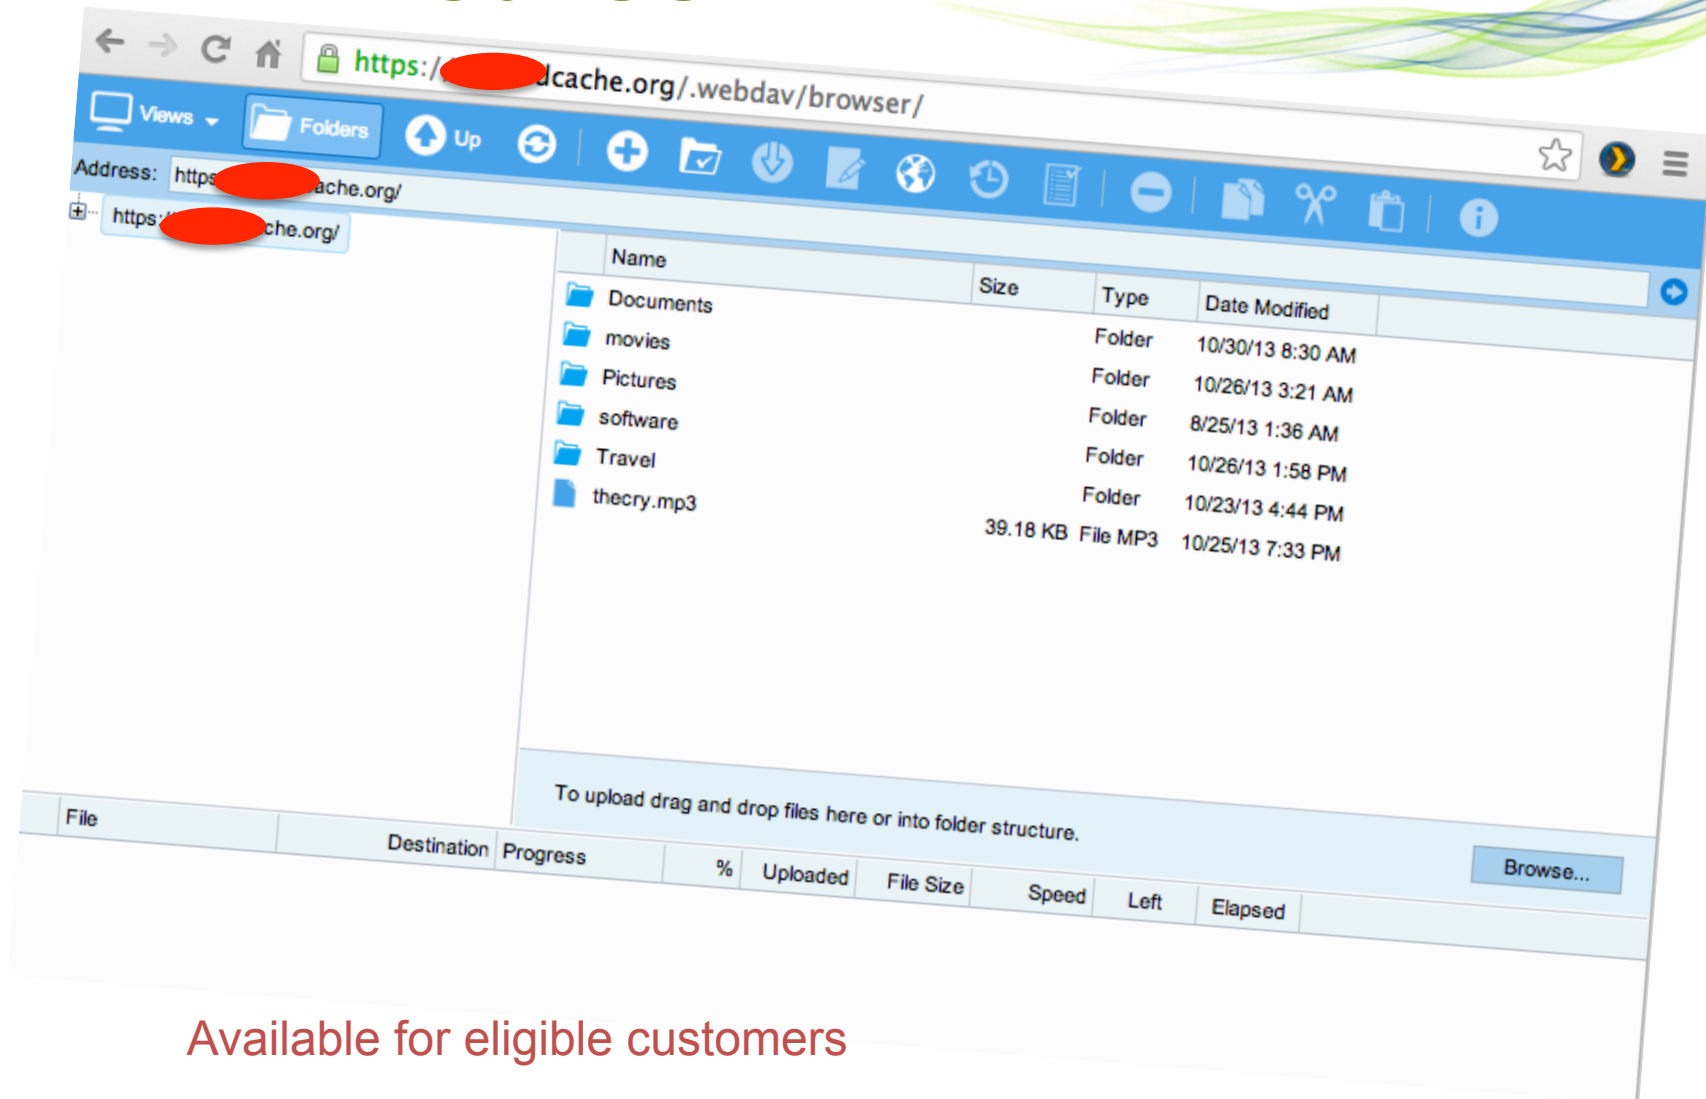 https:/ dcache.org/.webdav/browser/
Views Folders Up
Address: https ache.org/
https:/ che.org/
Name Size Type Date Modified
Documents Folder 10/30/13 8:30 AM
movies Folder 10/26/13 3:21 AM
Pictures Folder 8/25/13 1:36 AM
software Folder 10/26/13 1:58 PM
Travel Folder 10/23/13 4:44 PM
thecry.mp3 39.18 KB File MP3 10/25/13 7:33 PM
To upload drag and drop files here or into folder structure.
Browse...
File Destination Progress % Uploaded File Size Speed Left Elapsed
Available for eligible customers